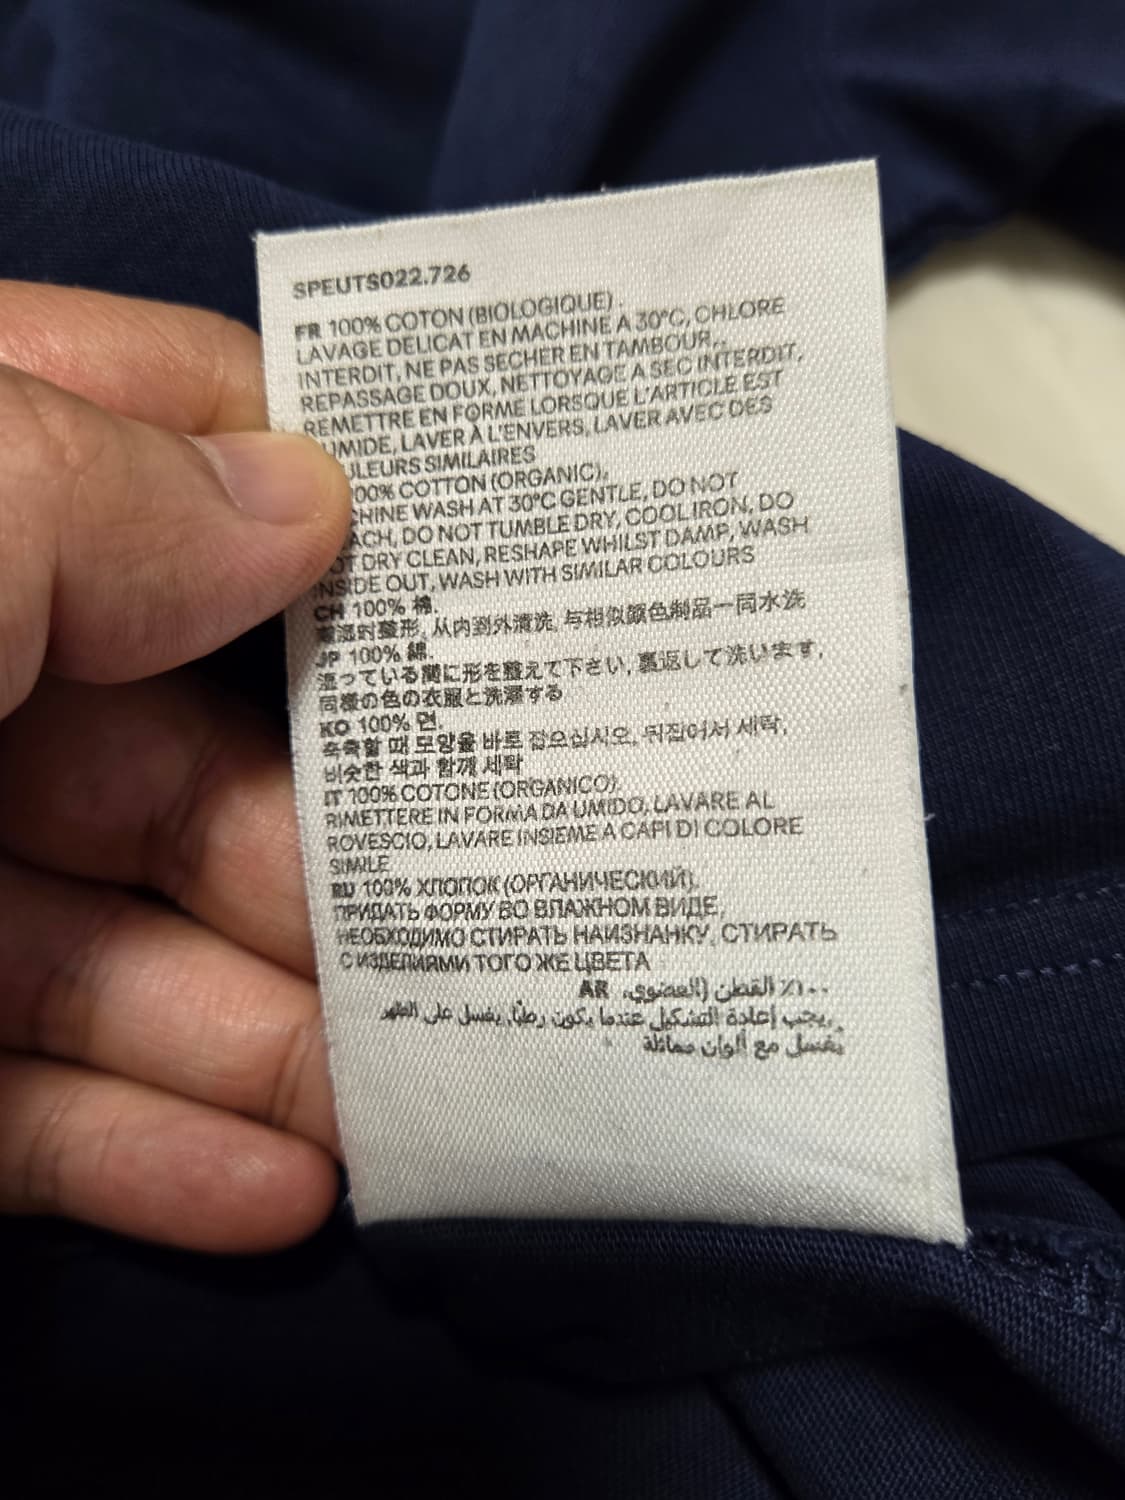 SPEUTS022.726
FR 100% COTON (BIOLOGIQUE).
LAVAGE DELICAT EN MACHINE A 30°C, CHLORE
INTERDIT, NE PAS SECHER EN TAMBOUR,.
REPASSAGE DOUX, NETTOYAGE A SEC INTERDIT,
REMETTRE EN FORME LORSQUE L'ARTICLE EST
UMIDE, LAVER À L'ENVERS, LAVER AVEC DES
ULEURS SIMILAIRES
00% COTTON (ORGANIC).
CHINE WASH AT 30°C GENTLE, DO NOT
ACH, DO NOT TUMBLE DRY, COOL IRON, DO
OT DRY CLEAN, RESHAPE WHILST DAMP, WASH
INSIDE OUT, WASH WITH SIMILAR COLOURS
CH 100% 棉.
湿时整形, 从内到外清洗, 与相似颜色制品一同水洗
JP 100% 綿.
湿っている間に形を整えて下さい, 裏返して洗います,
同様の色の衣服と洗濯する
KO 100% 면.
축축할 때 모양을 바로 잡으십시오, 뒤집어서 세탁,
비슷한 색과 함께 세탁
IT 100% COTONE (ORGANICO).
RIMETTERE IN FORMA DA UMIDO, LAVARE AL
ROVESCIO, LAVARE INSIEME A CAPI DI COLORE
SIMILE
RU 100% ХЛОПОК (ОРГАНИЧЕСКИЙ).
ПРИДАТЬ ФОРМУ ВО ВЛАЖНОМ ВИДЕ,
НЕОБХОДИМО СТИРАТЬ НАИЗНАНКУ, СТИРАТЬ
С ИЗДЕЛИЯМИ ТОГО ЖЕ ЦВЕТА
١٠٠٪ القطن (العضوي). AR
يجب إعادة التشكيل عندما يكون رطبًا, يغسل على الظهر,
يغسل مع ألوان مماثلة